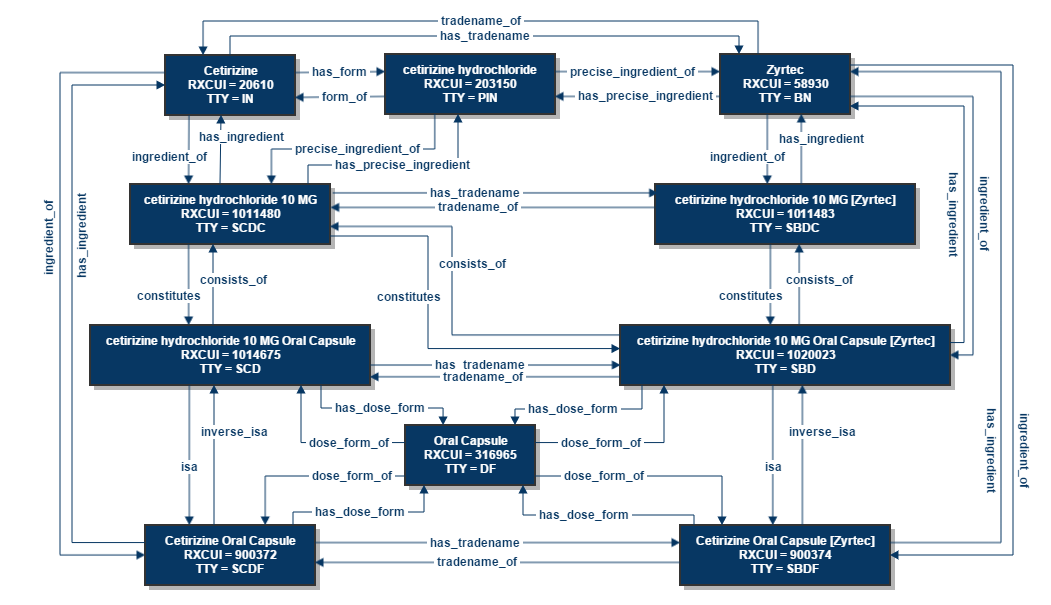 tradename_of
has_tradename
Cetirizine
RXCUI = 20610
TTY = IN
has_form
form_of
cetirizine hydrochloride
RXCUI = 203150
TTY = PIN
precise_ingredient_of
has_precise_ingredient
Zyrtec
RXCUI = 58930
TTY = BN
has_ingredient
ingredient_of
precise_ingredient_of
has_precise_ingredient
has_ingredient
ingredient_of
cetirizine hydrochloride 10 MG
RXCUI = 1011480
TTY = SCDC
has_tradename
tradename_of
cetirizine hydrochloride 10 MG [Zyrtec]
RXCUI = 1011483
TTY = SBDC
ingredient_of
has_ingredient
has_ingredient
ingredient_of
consists_of
constitutes
consists_of
constitutes
consists_of
constitutes
cetirizine hydrochloride 10 MG Oral Capsule
RXCUI = 1014675
TTY = SCD
has_tradename
tradename_of
cetirizine hydrochloride 10 MG Oral Capsule [Zyrtec]
RXCUI = 1020023
TTY = SBD
has_dose_form
has_dose_form
inverse_isa
isa
dose_form_of
Oral Capsule
RXCUI = 316965
TTY = DF
dose_form_of
inverse_isa
isa
has_ingredient
ingredient_of
dose_form_of
dose_form_of
has_dose_form
has_dose_form
Cetirizine Oral Capsule
RXCUI = 900372
TTY = SCDF
has_tradename
tradename_of
Cetirizine Oral Capsule [Zyrtec]
RXCUI = 900374
TTY = SBDF